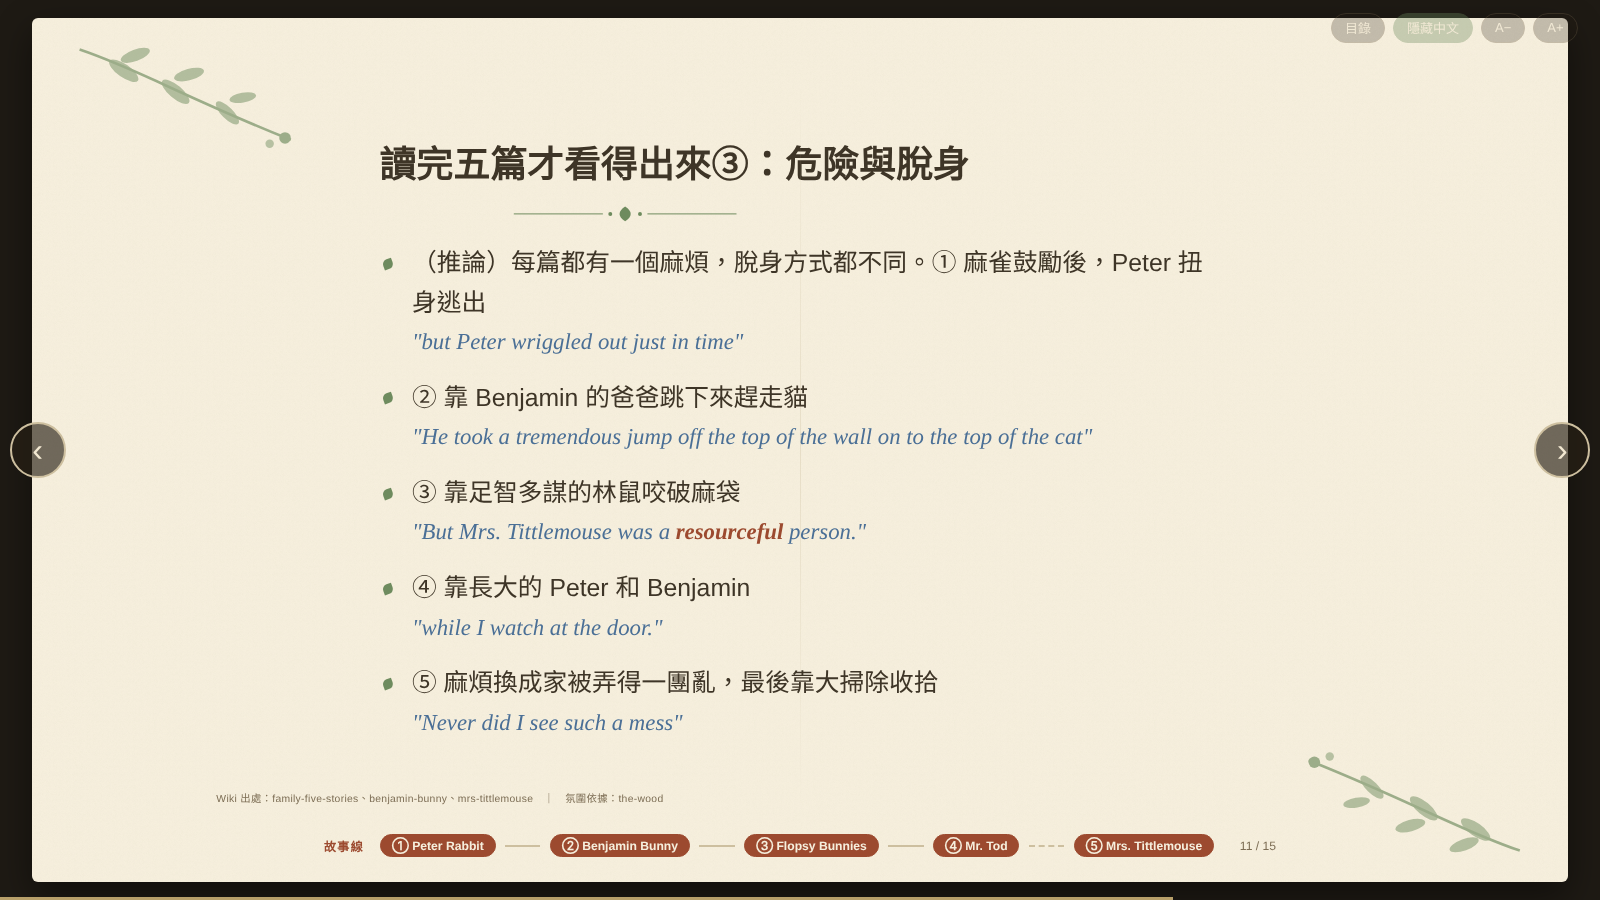 目錄 隱藏中文 A− A+
讀完五篇才看得出來③：危險與脫身
（推論）每篇都有一個麻煩，脫身方式都不同。① 麻雀鼓勵後，Peter 扭
身逃出
"but Peter wriggled out just in time"
② 靠 Benjamin 的爸爸跳下來趕走貓
"He took a tremendous jump off the top of the wall on to the top of the cat"
③ 靠足智多謀的林鼠咬破麻袋
"But Mrs. Tittlemouse was a resourceful person."
④ 靠長大的 Peter 和 Benjamin
"while I watch at the door."
⑤ 麻煩換成家被弄得一團亂，最後靠大掃除收拾
"Never did I see such a mess"
Wiki 出處：family-five-stories、benjamin-bunny、mrs-tittlemouse ｜ 氛圍依據：the-wood
故事線 ① Peter Rabbit ② Benjamin Bunny ③ Flopsy Bunnies ④ Mr. Tod ⑤ Mrs. Tittlemouse 11 / 15